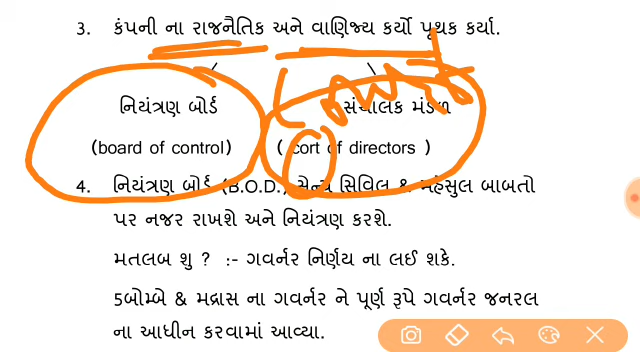 3. કંપની ના રાજનૈતિક અને વાણિજ્ય કર્યો પૃથક કર્યા.
નિયંત્રણ બોર્ડ સંચાલક મંડળ
(board of control) ( cort of directors )
4. નિયંત્રણ બોર્ડ (B.O.D.) સૈન્ય સિવિલ & મહેસુલ બાબતો
પર નજર રાખશે અને નિયંત્રણ કરશે.
મતલબ શુ ? :- ગવર્નર નિર્ણય ના લઈ શકે.
5બોમ્બે & મદ્રાસ ના ગવર્નર ને પૂર્ણ રૂપે ગવર્નર જનરલ
ના આધીન કરવામાં આવ્યા.